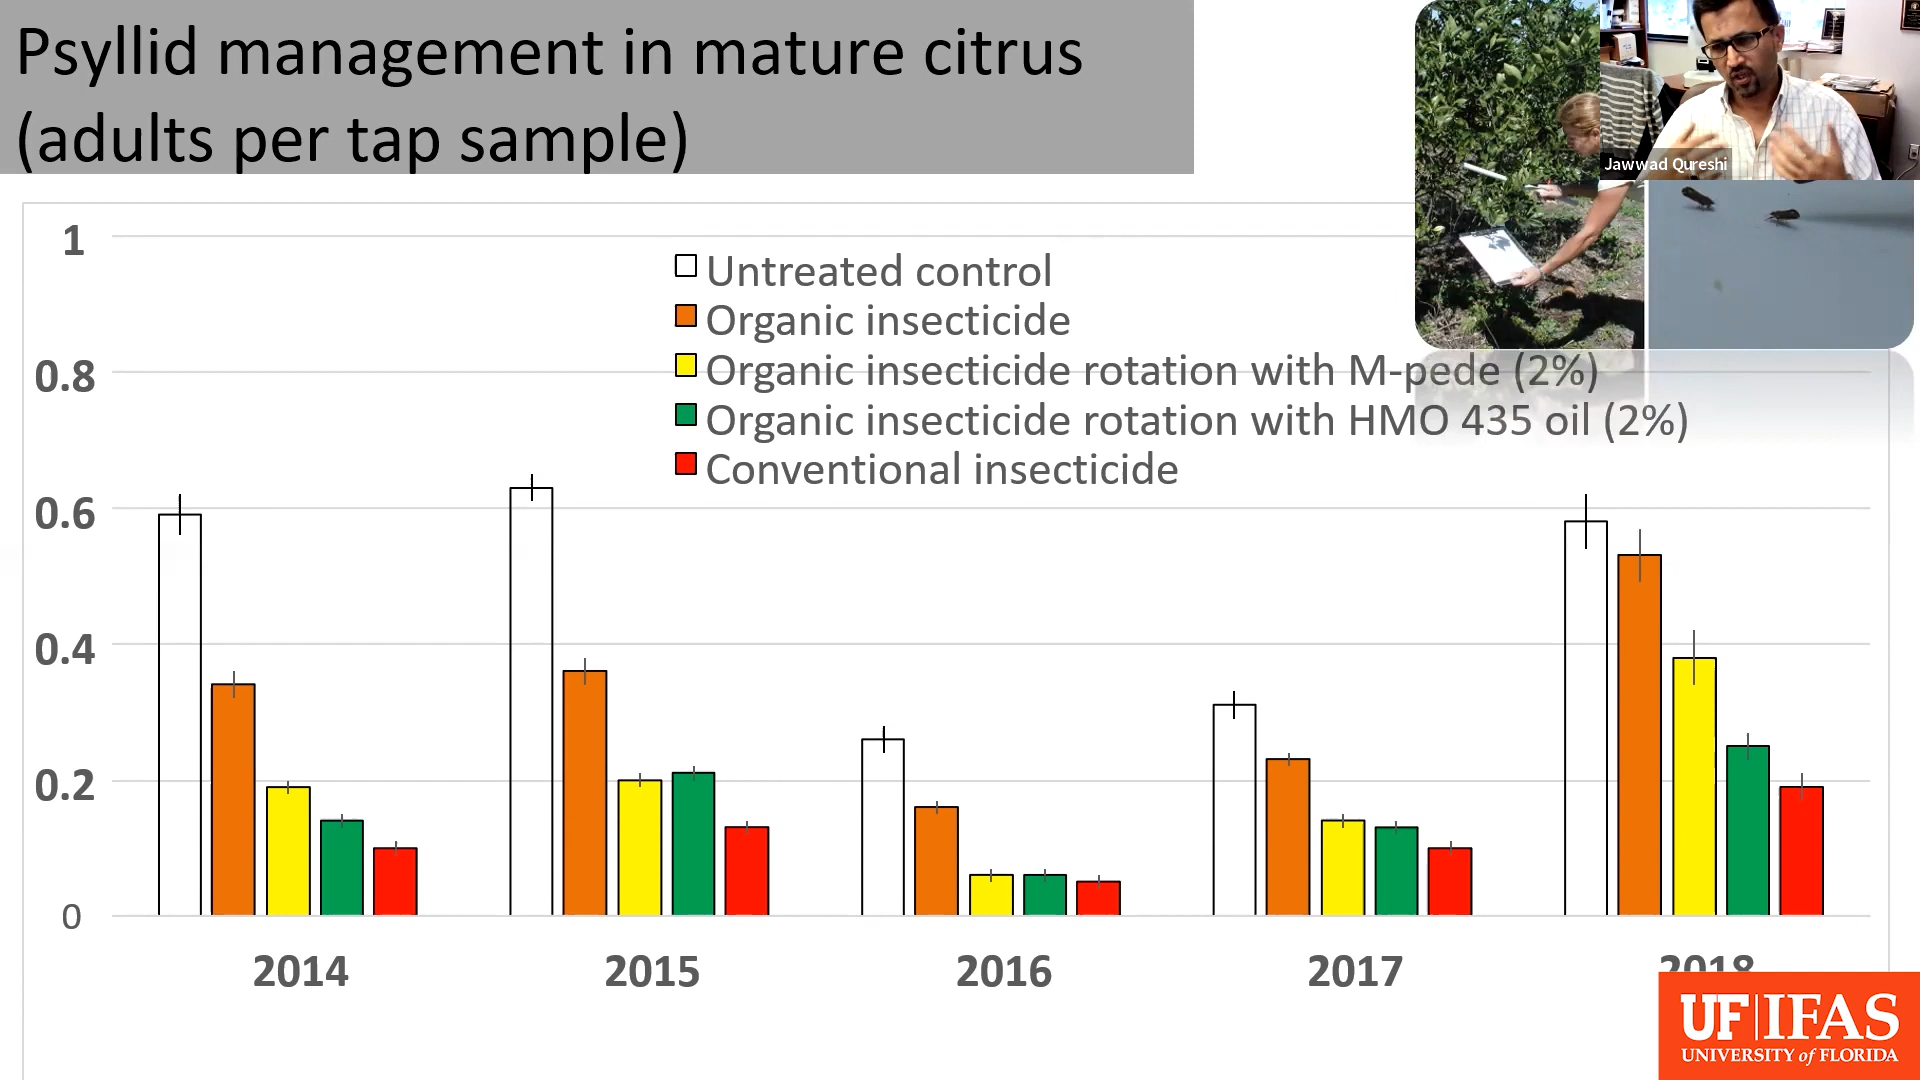 Psyllid management in mature citrus
(adults per tap sample)
Jawwad Qureshi
1
0.8
0.6
0.4
0.2
0
Untreated control
Organic insecticide
Organic insecticide rotation with M-pede (2%)
Organic insecticide rotation with HMO 435 oil (2%)
Conventional insecticide
2014
2015
2016
2017
2018
UF|IFAS
UNIVERSITY of FLORIDA